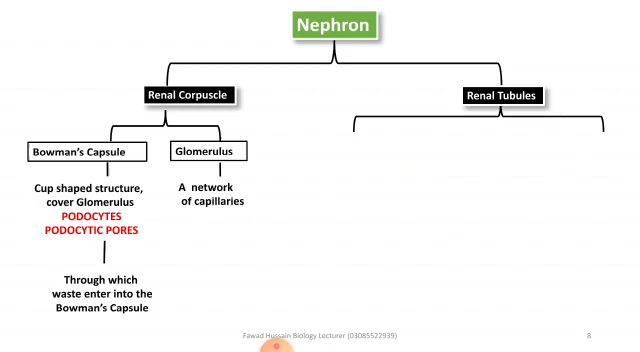 Nephron
Renal Corpuscle
Renal Tubules
Bowman's Capsule
Glomerulus
Cup shaped structure,
cover Glomerulus
PODOCYTES
PODOCYTIC PORES
A network
of capillaries
Through which
waste enter into the
Bowman's Capsule
Fawad Hussain Biology Lecturer (03085522939)
8